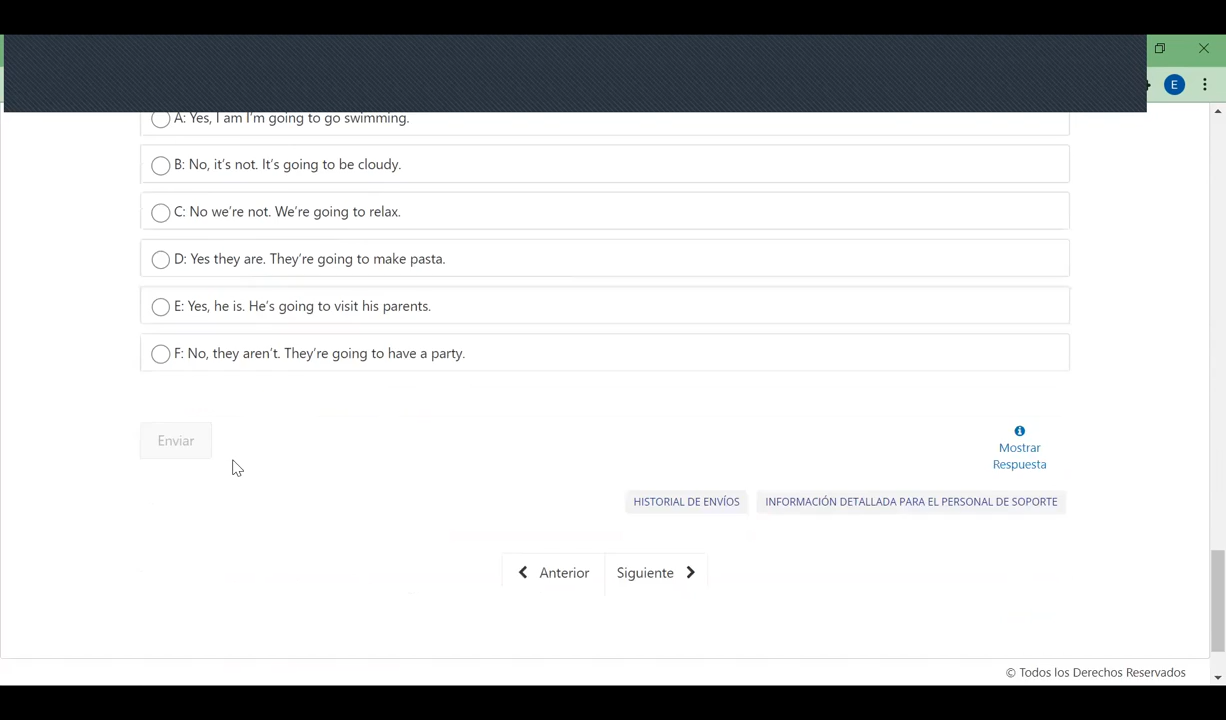 E
A: Yes, I am I'm going to go swimming.
B: No, it's not. It's going to be cloudy.
C: No we're not. We're going to relax.
D: Yes they are. They're going to make pasta.
E: Yes, he is. He's going to visit his parents.
F: No, they aren't. They're going to have a party.
Enviar
Mostrar
Respuesta
HISTORIAL DE ENVÍOS INFORMACIÓN DETALLADA PARA EL PERSONAL DE SOPORTE
Anterior Siguiente
© Todos los Derechos Reservados